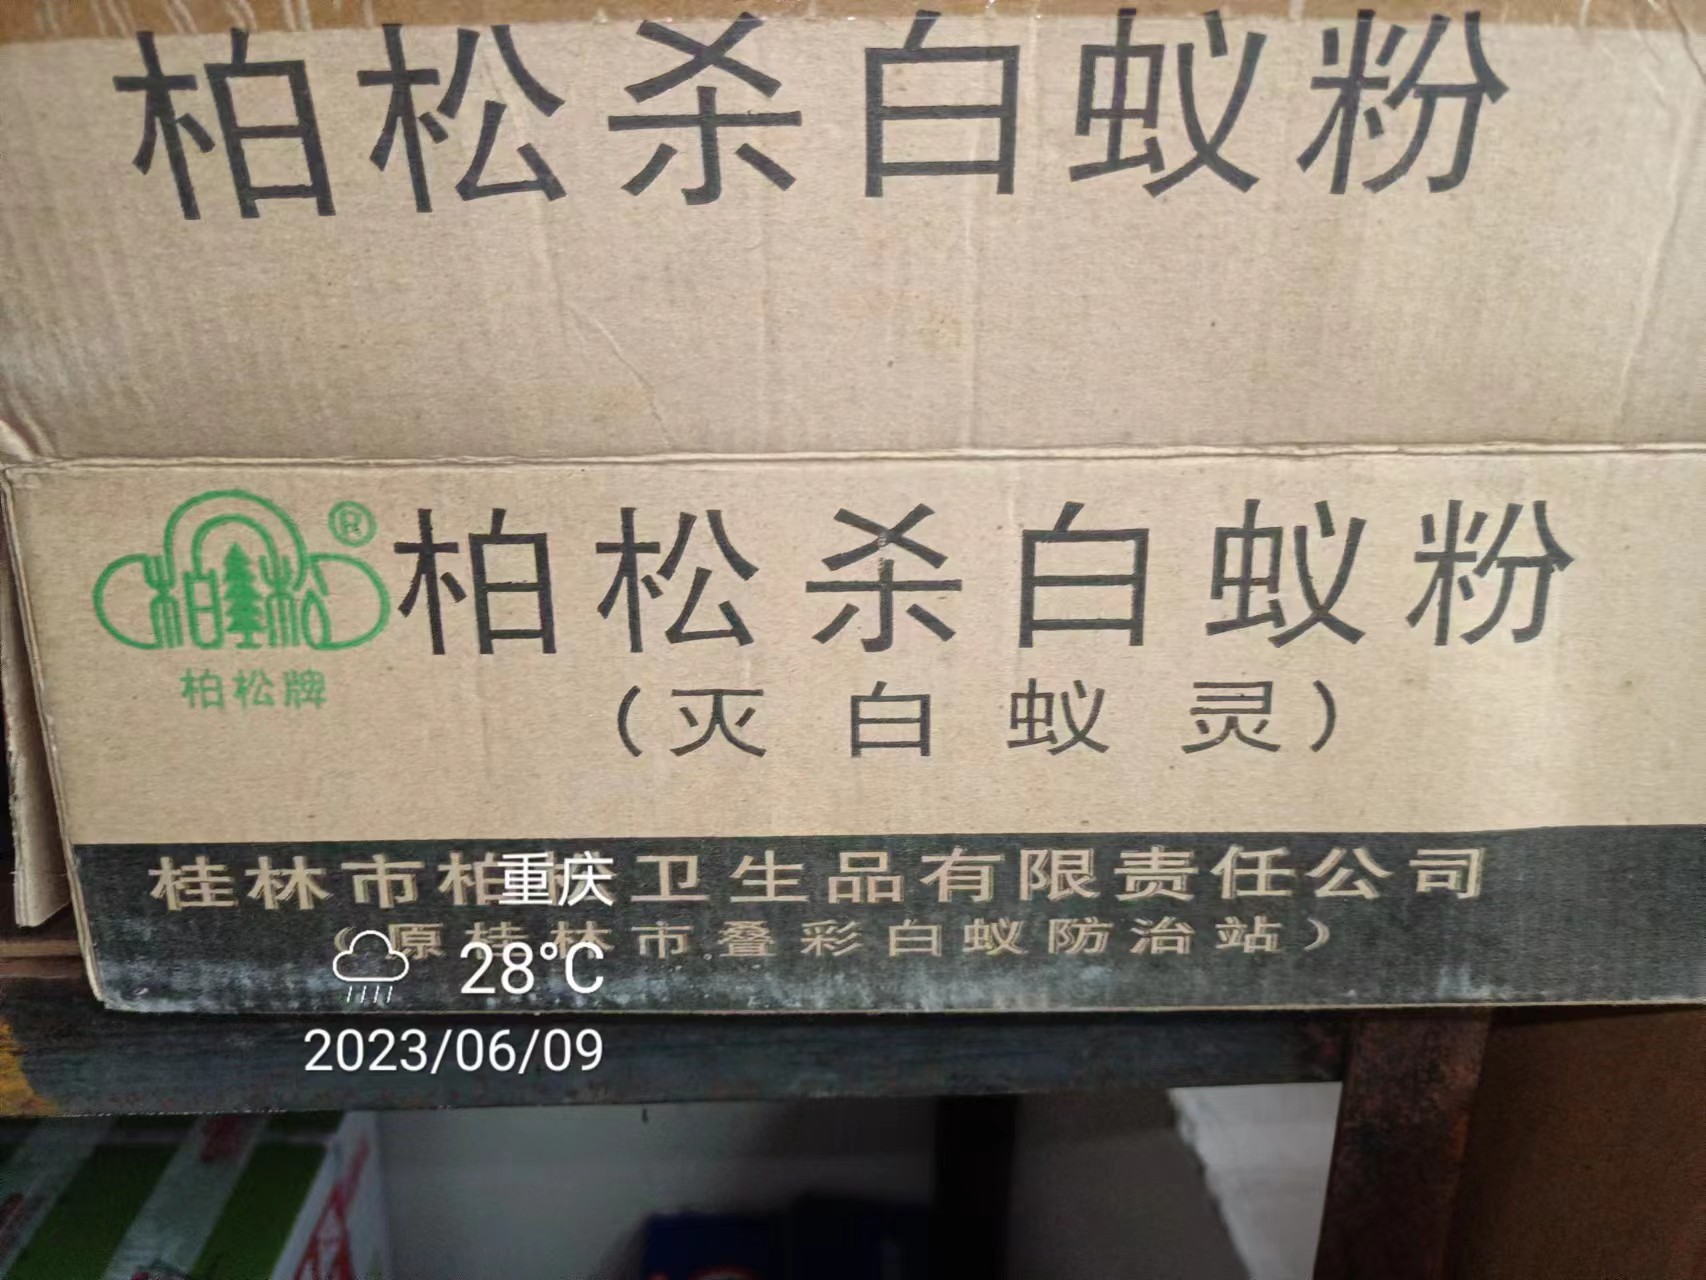 柏松杀白蚁粉
柏松
®
柏松杀白蚁粉
柏松牌
(灭白蚁灵)
桂林市柏 卫生品有限责任公司
重庆
(原桂林市叠彩白蚁防治站)
28°C
2023/06/09